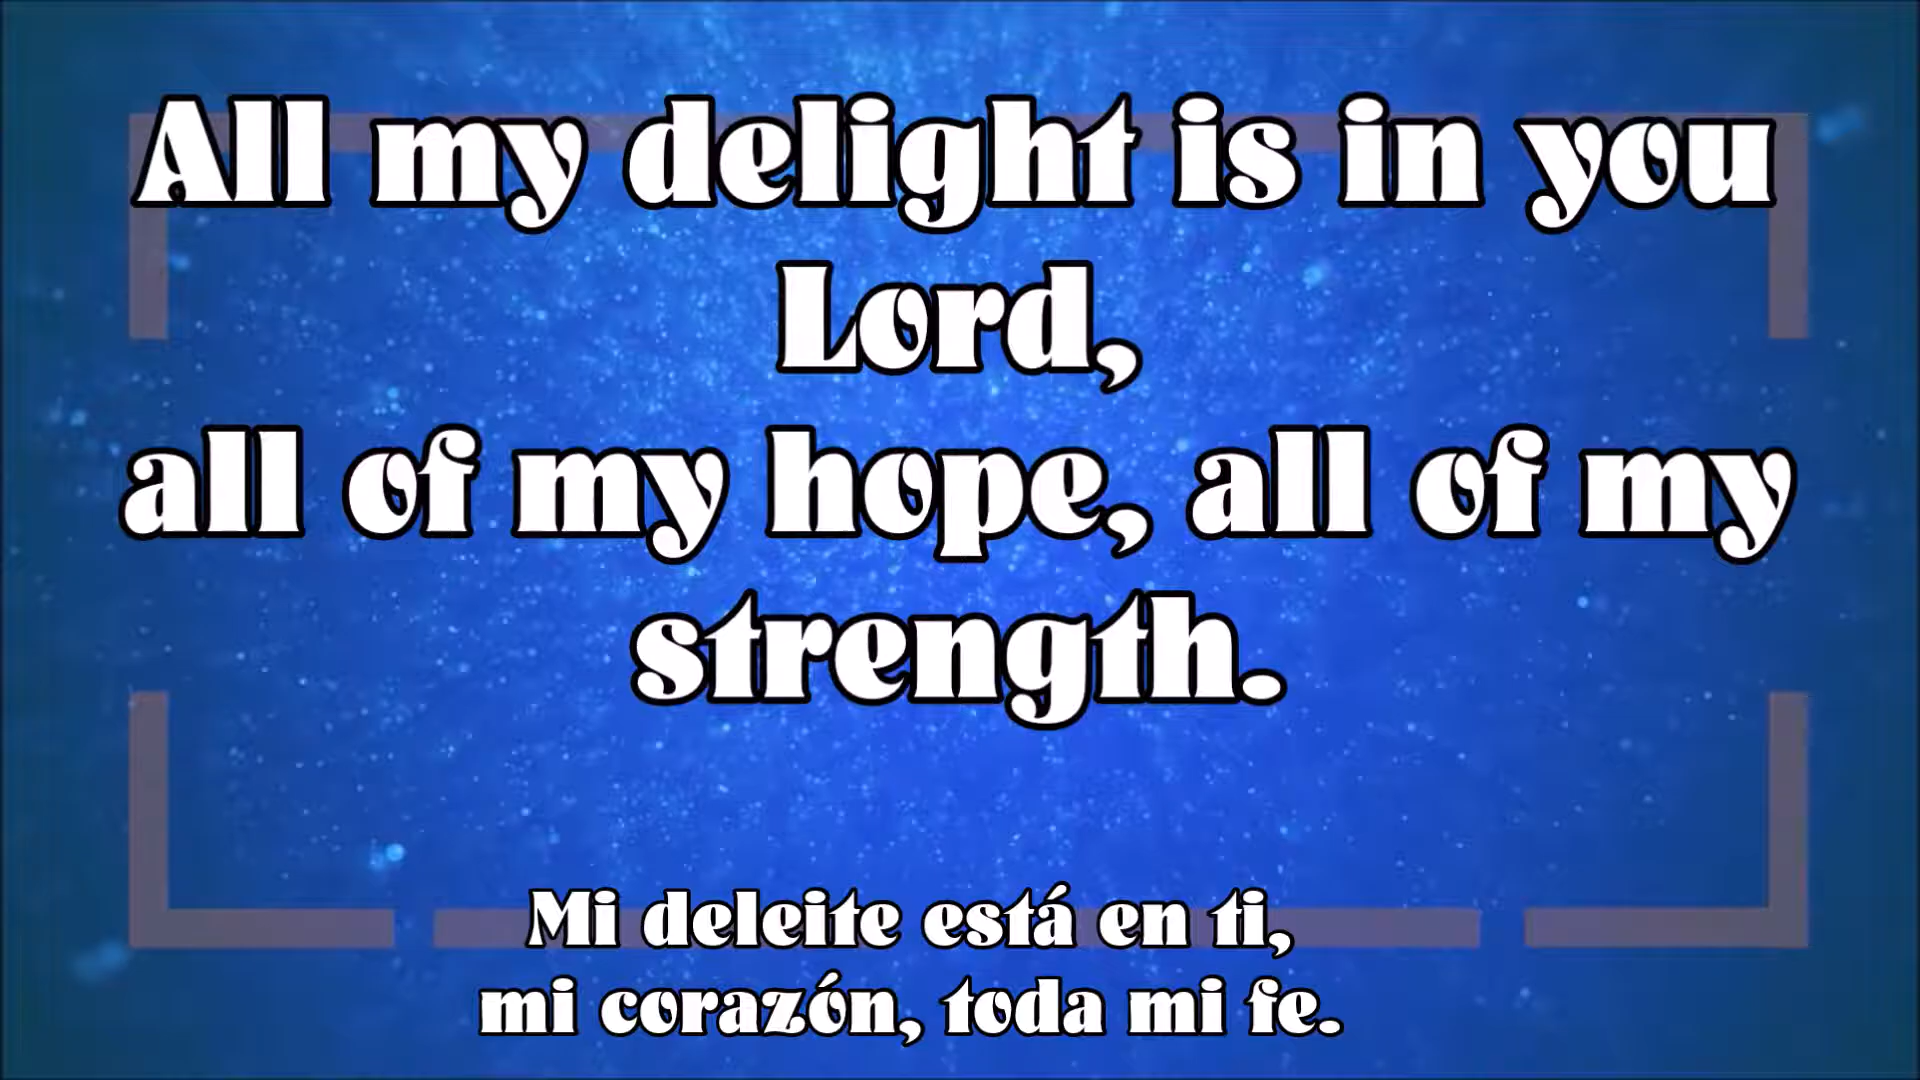 All my delight is in you
Lord,
all of my hope, all of my
strength.
Mi deleite está en ti,
mi corazón, toda mi fe.